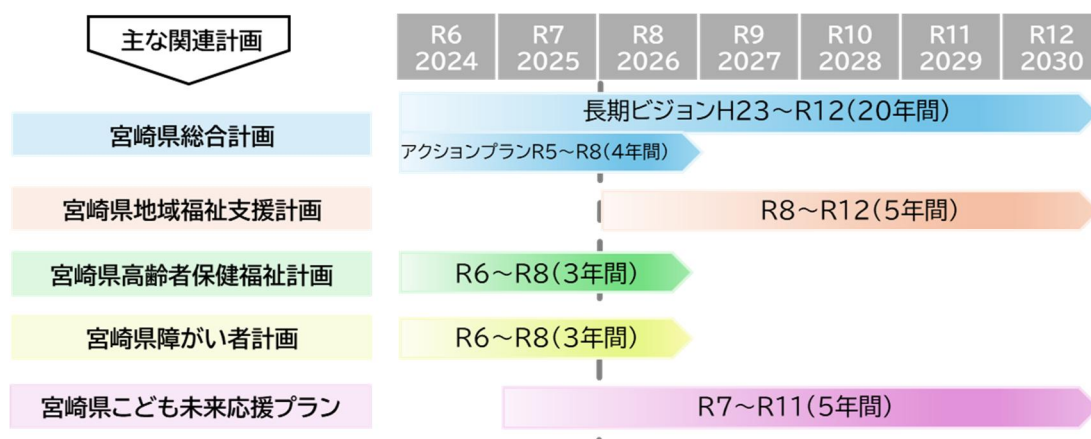 主な関連計画
R6 R7 R8 R9 R10 R11 R12
2024 2025 2026 2027 2028 2029 2030
宮崎県総合計画
長期ビジョンH23～R12(20年間)
アクションプランR5～R8(4年間)
宮崎県地域福祉支援計画
R8～R12(5年間)
宮崎県高齢者保健福祉計画
R6～R8(3年間)
宮崎県障がい者計画
R6～R8(3年間)
宮崎県こども未来応援プラン
R7～R11(5年間)